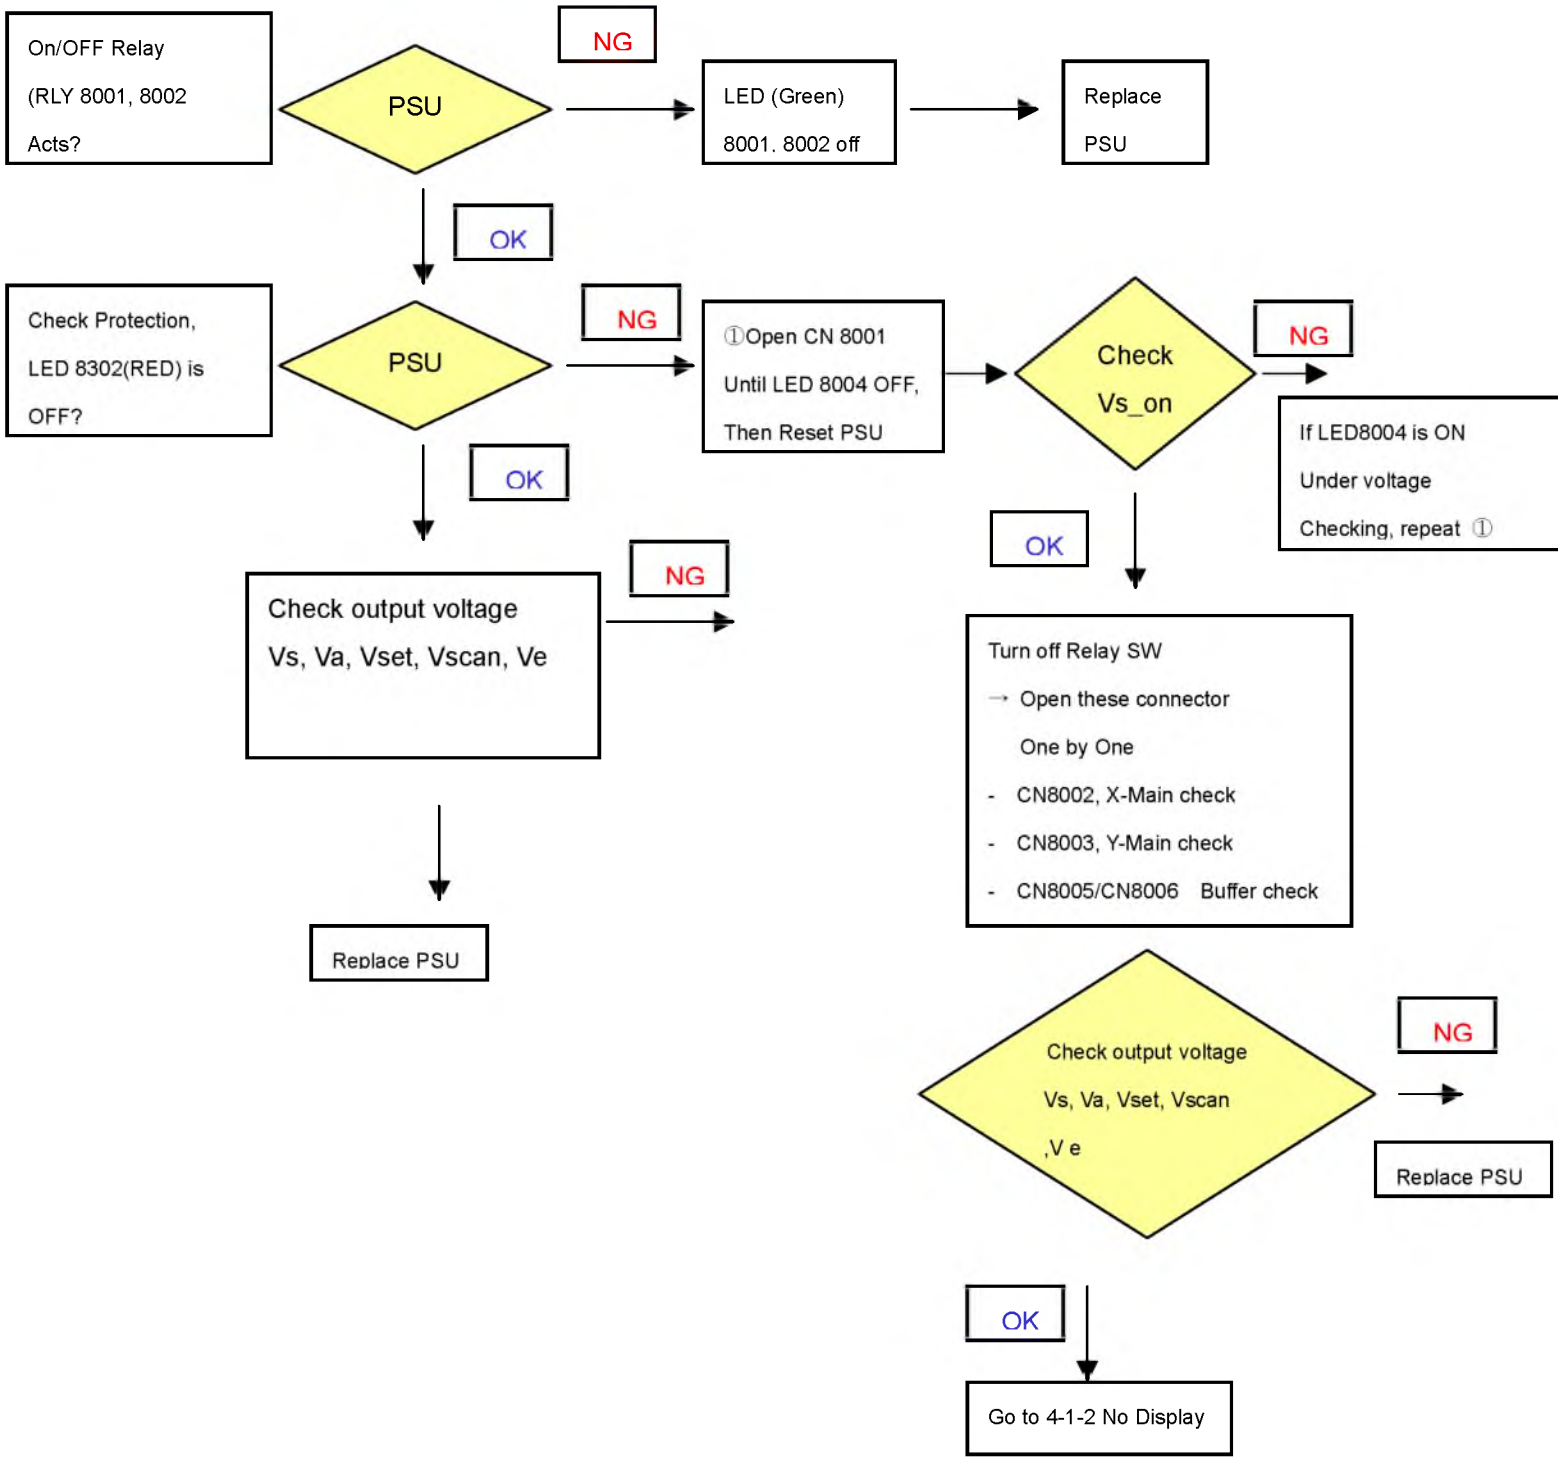 On/OFF Relay
(RLY 8001, 8002
Acts?
PSU
NG
LED (Green)
8001. 8002 off
Replace
PSU
OK
Check Protection,
LED 8302(RED) is
OFF?
PSU
NG
①Open CN 8001
Until LED 8004 OFF,
Then Reset PSU
Check
Vs_on
NG
If LED8004 is ON
Under voltage
Checking, repeat ①
OK
Check output voltage
Vs, Va, Vset, Vscan, Ve
NG
Replace PSU
OK
Turn off Relay SW
→ Open these connector
One by One
- CN8002, X-Main check
- CN8003, Y-Main check
- CN8005/CN8006 Buffer check
Check output voltage
Vs, Va, Vset, Vscan
,V e
NG
Replace PSU
OK
Go to 4-1-2 No Display